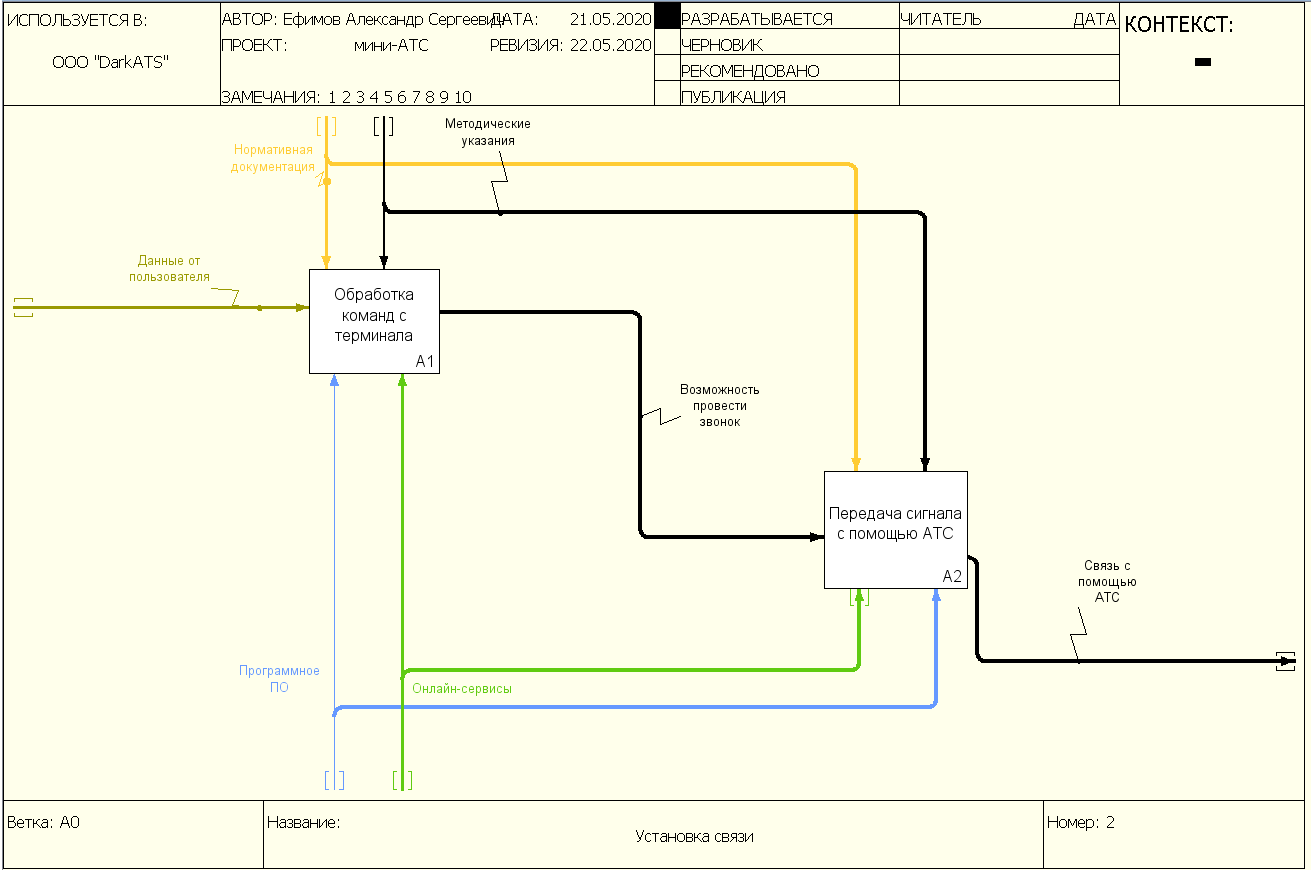 ИСПОЛЬЗУЕТСЯ В:
ООО "DarkATS"
АВТОР: Ефимов Александр Сергеевич
ДАТА: 21.05.2020
ПРОЕКТ: мини-АТС
РЕВИЗИЯ: 22.05.2020
ЗАМЕЧАНИЯ: 1 2 3 4 5 6 7 8 9 10
РАЗРАБАТЫВАЕТСЯ
ЧЕРНОВИК
РЕКОМЕНДОВАНО
ПУБЛИКАЦИЯ
ЧИТАТЕЛЬ ДАТА
КОНТЕКСТ:
Методические
указания
Нормативная
документация
Данные от
пользователя
Обработка
команд с
терминала
A1
Возможность
провести
звонок
Передача сигнала
с помощью АТС
A2
Связь с
помощью
АТС
Программное
ПО
Онлайн-сервисы
Ветка: A0
Название:
Установка связи
Номер: 2